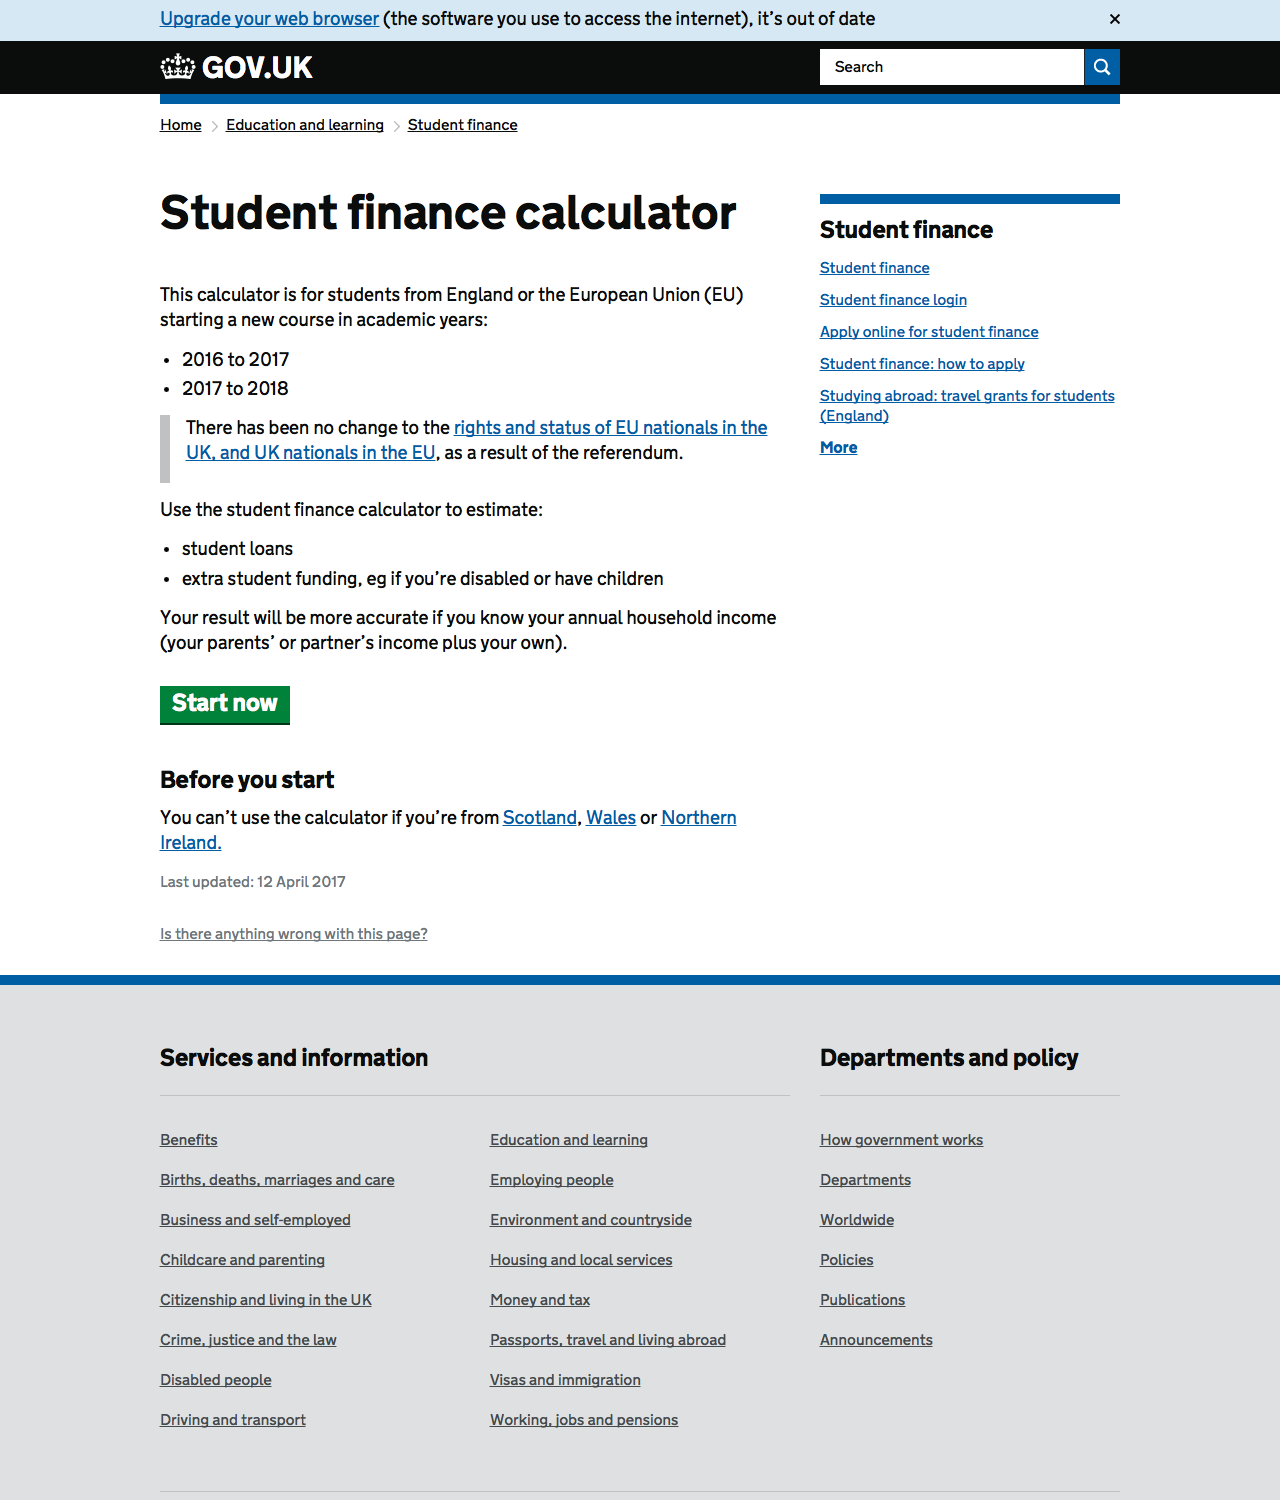 Upgrade your web browser (the software you use to access the internet), it’s out of date
×
GOV.UK
Search
Home
Education and learning
Student finance
Student finance calculator
This calculator is for students from England or the European Union (EU)
starting a new course in academic years:
• 2016 to 2017
• 2017 to 2018
There has been no change to the rights and status of EU nationals in the
UK, and UK nationals in the EU, as a result of the referendum.
Use the student finance calculator to estimate:
• student loans
• extra student funding, eg if you’re disabled or have children
Your result will be more accurate if you know your annual household income
(your parents’ or partner’s income plus your own).
Start now
Before you start
You can’t use the calculator if you’re from Scotland, Wales or Northern
Ireland.
Last updated: 12 April 2017
Is there anything wrong with this page?
Student finance
Student finance
Student finance login
Apply online for student finance
Student finance: how to apply
Studying abroad: travel grants for students
(England)
More
Services and information
Benefits
Births, deaths, marriages and care
Business and self-employed
Childcare and parenting
Citizenship and living in the UK
Crime, justice and the law
Disabled people
Driving and transport
Education and learning
Employing people
Environment and countryside
Housing and local services
Money and tax
Passports, travel and living abroad
Visas and immigration
Working, jobs and pensions
Departments and policy
How government works
Departments
Worldwide
Policies
Publications
Announcements